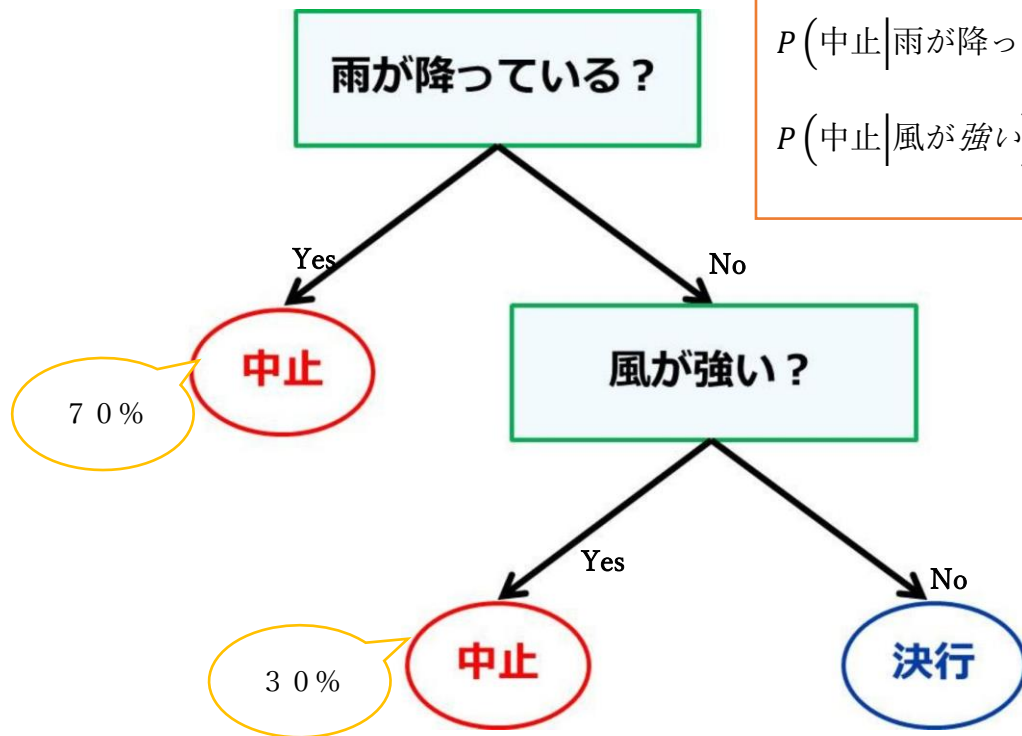 雨が降っている？
P(中止|雨が降っ
P(中止|風が強い
Yes
No
中止
風が強い？
７０%
Yes
No
中止
決行
３０%